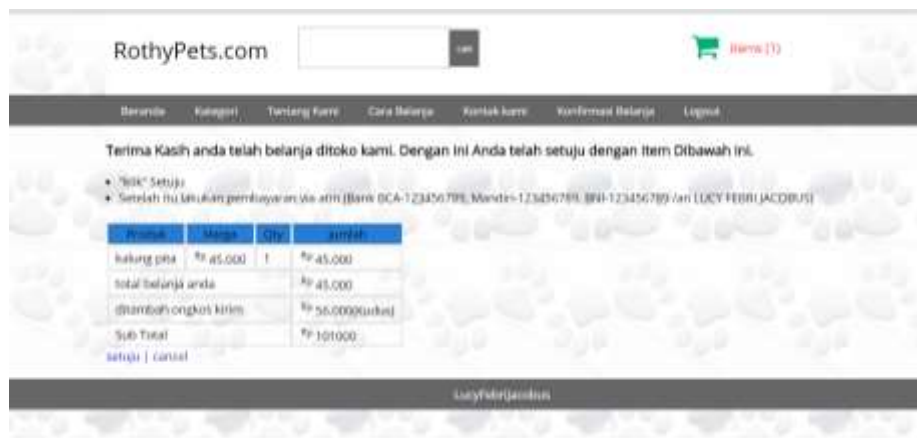 RothyPets.com
cari
Items (1)
Beranda Kategori Tentang Kami Cara Belanja Kontak kami Konfirmasi Belanja Logout
Terima Kasih anda telah belanja ditoko kami. Dengan Ini Anda telah setuju dengan Item Dibawah Ini.
"Blik" Setuju
Setelah itu lakukan pembayaran via atm (Bank BCA-123456789, Mandiri-123456789, BNI-123456789 /an LUCY FEBRI JACOBUS)
Produk Harga Qty Jumlah
kalung pita Rp 45.000 1 Rp 45.000
total belanja anda Rp 45.000
ditambah ongkos kirim Rp 56.000(kudus)
Sub Total Rp 101000
setuju | cancel
LucyFebriJacobus